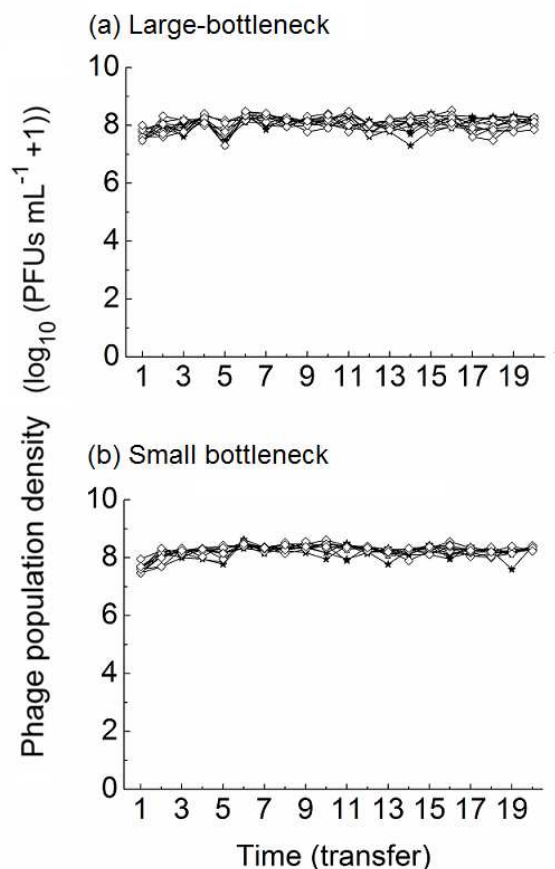 (a) Large-bottleneck
10
8
6
4
2
0
1 3 5 7 9 11 13 15 17 19
Phage population density (log10 (PFUs mL−1 +1))
(b) Small bottleneck
10
8
6
4
2
0
1 3 5 7 9 11 13 15 17 19
Time (transfer)